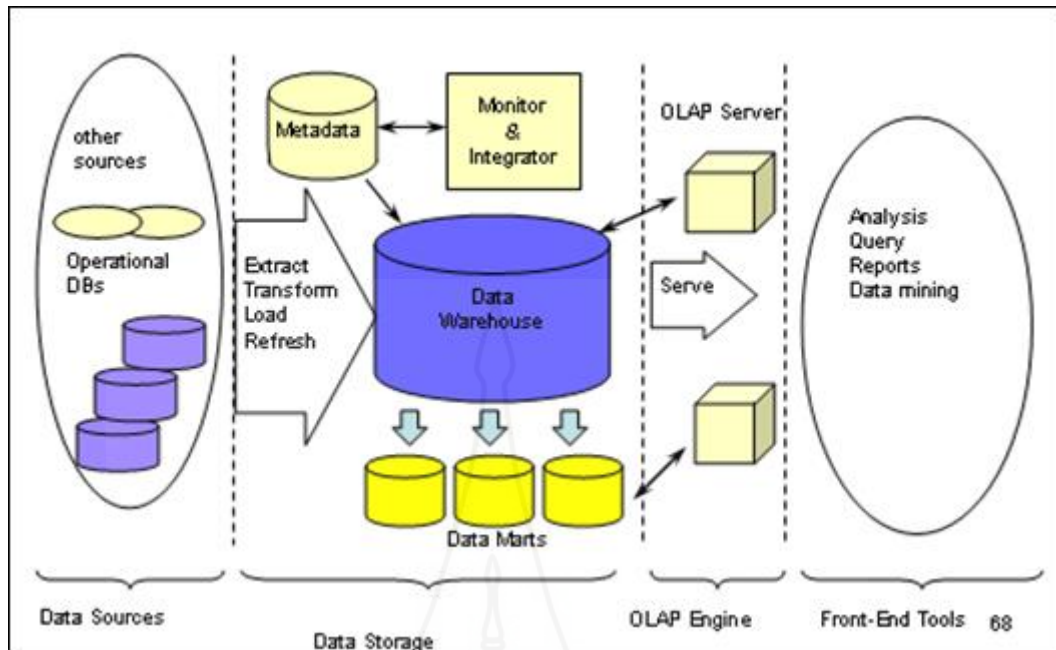 other
sources
Operational
DBs
Extract
Transform
Load
Refresh
Metadata
Monitor
&
Integrator
Data
Warehouse
Data Marts
OLAP Server
Serve
Analysis
Query
Reports
Data mining
Data Sources
Data Storage
OLAP Engine
Front-End Tools
68